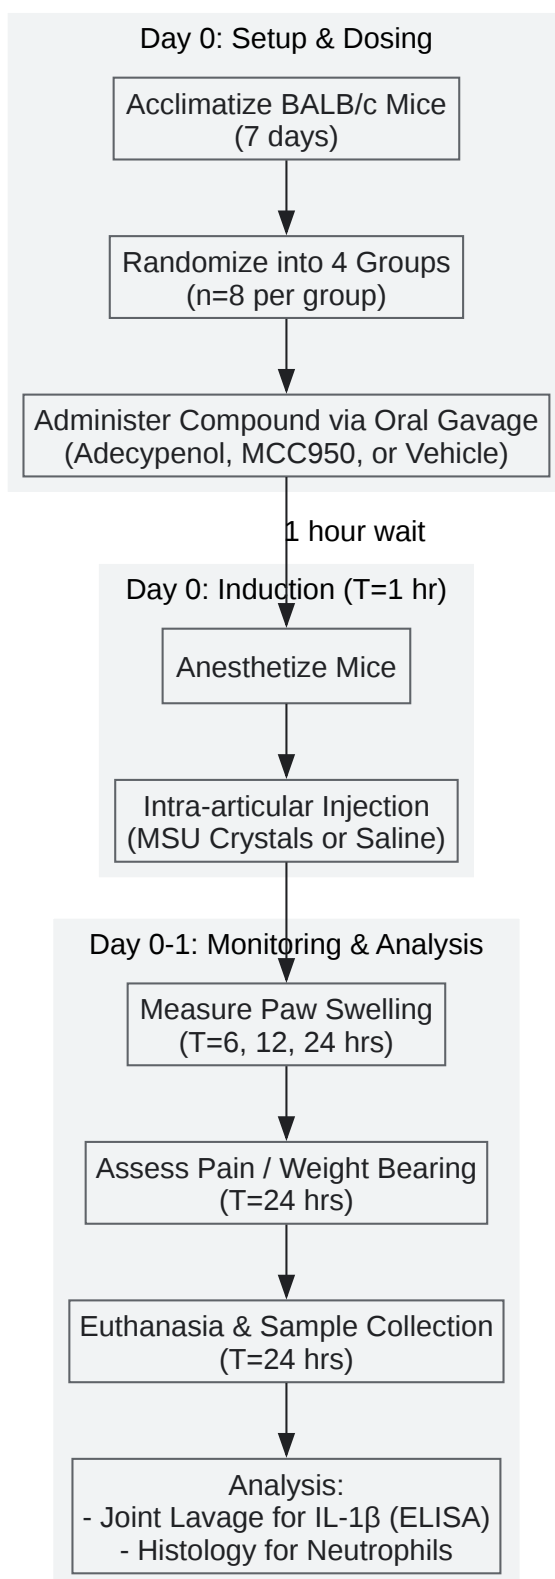 Day 0: Setup & Dosing
Acclimatize BALB/c Mice
(7 days)
Randomize into 4 Groups
(n=8 per group)
Administer Compound via Oral Gavage
(Adecypenol, MCC950, or Vehicle)
1 hour wait
Day 0: Induction (T=1 hr)
Anesthetize Mice
Intra-articular Injection
(MSU Crystals or Saline)
Day 0-1: Monitoring & Analysis
Measure Paw Swelling
(T=6, 12, 24 hrs)
Assess Pain / Weight Bearing
(T=24 hrs)
Euthanasia & Sample Collection
(T=24 hrs)
Analysis:
- Joint Lavage for IL-1β (ELISA)
- Histology for Neutrophils